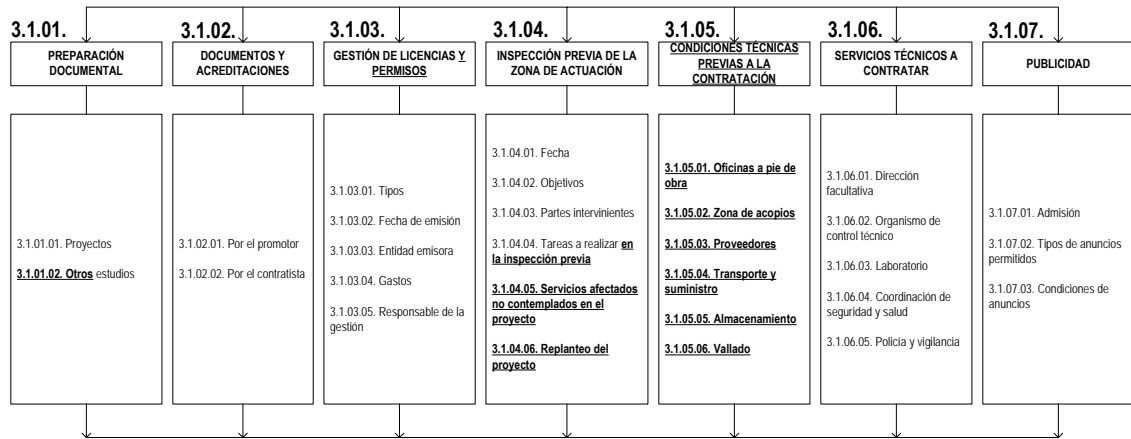 3.1.01.
PREPARACIÓN
DOCUMENTAL
3.1.01.01. Proyectos
3.1.01.02. Otros estudios
3.1.02.
DOCUMENTOS Y
ACREDITACIONES
3.1.02.01. Por el promotor
3.1.02.02. Por el contratista
3.1.03.
GESTIÓN DE LICENCIAS Y
PERMISOS
3.1.03.01. Tipos
3.1.03.02. Fecha de emisión
3.1.03.03. Entidad emisora
3.1.03.04. Gastos
3.1.03.05. Responsable de la
gestión
3.1.04.
INSPECCIÓN PREVIA DE LA
ZONA DE ACTUACIÓN
3.1.04.01. Fecha
3.1.04.02. Objetivos
3.1.04.03. Partes intervinientes
3.1.04.04. Tareas a realizar en
la inspección previa
3.1.04.05. Servicios afectados
no contemplados en el
proyecto
3.1.04.06. Replanteo del
proyecto
3.1.05.
CONDICIONES TÉCNICAS
PREVIAS A LA
CONTRATACIÓN
3.1.05.01. Oficinas a pie de
obra
3.1.05.02. Zona de acopios
3.1.05.03. Proveedores
3.1.05.04. Transporte y
suministro
3.1.05.05. Almacenamiento
3.1.05.06. Vallado
3.1.06.
SERVICIOS TÉCNICOS A
CONTRATAR
3.1.06.01. Dirección
facultativa
3.1.06.02. Organismo de
control técnico
3.1.06.03. Laboratorio
3.1.06.04. Coordinación de
seguridad y salud
3.1.06.05. Policía y vigilancia
3.1.07.
PUBLICIDAD
3.1.07.01. Admisión
3.1.07.02. Tipos de anuncios
permitidos
3.1.07.03. Condiciones de
anuncios